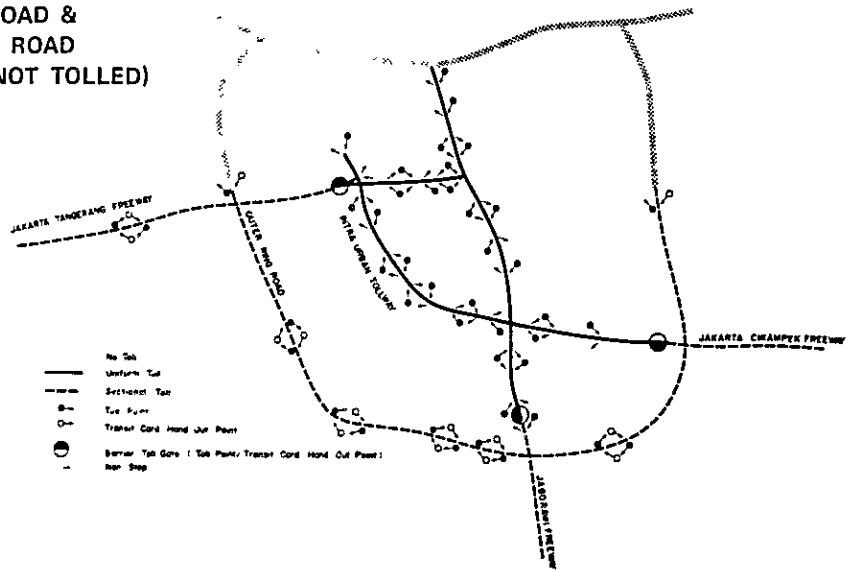 OAD &
ROAD
NOT TOLLED)
JAKARTA TANGERANG FREEWAY
OUTER RING ROAD
INTRA URBAN TOLLWAY
JAKARTA CIKAMPEK FREEWAY
No Toll
Uniform Toll
Sectional Toll
Toll Point
Transit Card Hand Out Point
Barrier Toll Gate ( Toll Point/Transit Card Hand Out Point)
Non Stop
JAGORAWI FREEWAY